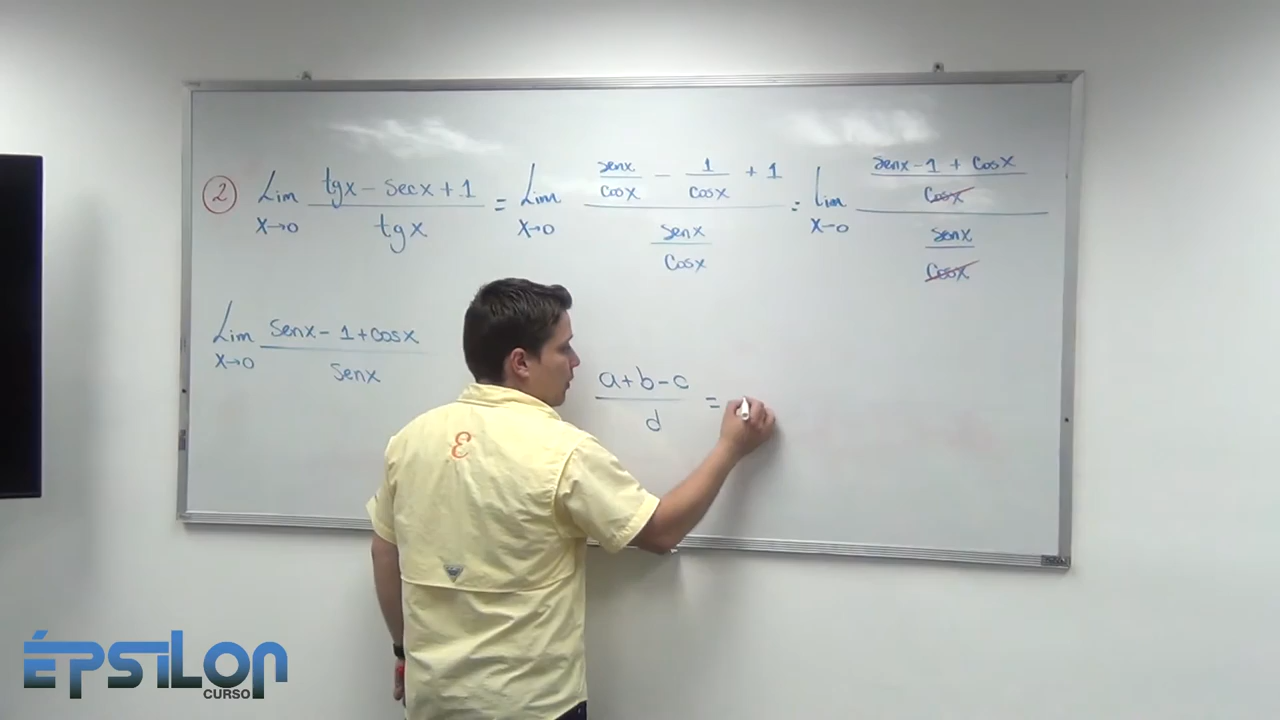 2 Lim x→0 (tgx - secx + 1)/(tgx) = Lim x→0 (senx/cosx - 1/cosx + 1)/(senx/cosx) = Lim x→0 ((senx - 1 + cosx)/cosx)/(senx/cosx)
Lim x→0 (senx - 1 + cosx)/(senx)
(a+b-c)/d =
ε
ÉPSILON
CURSO